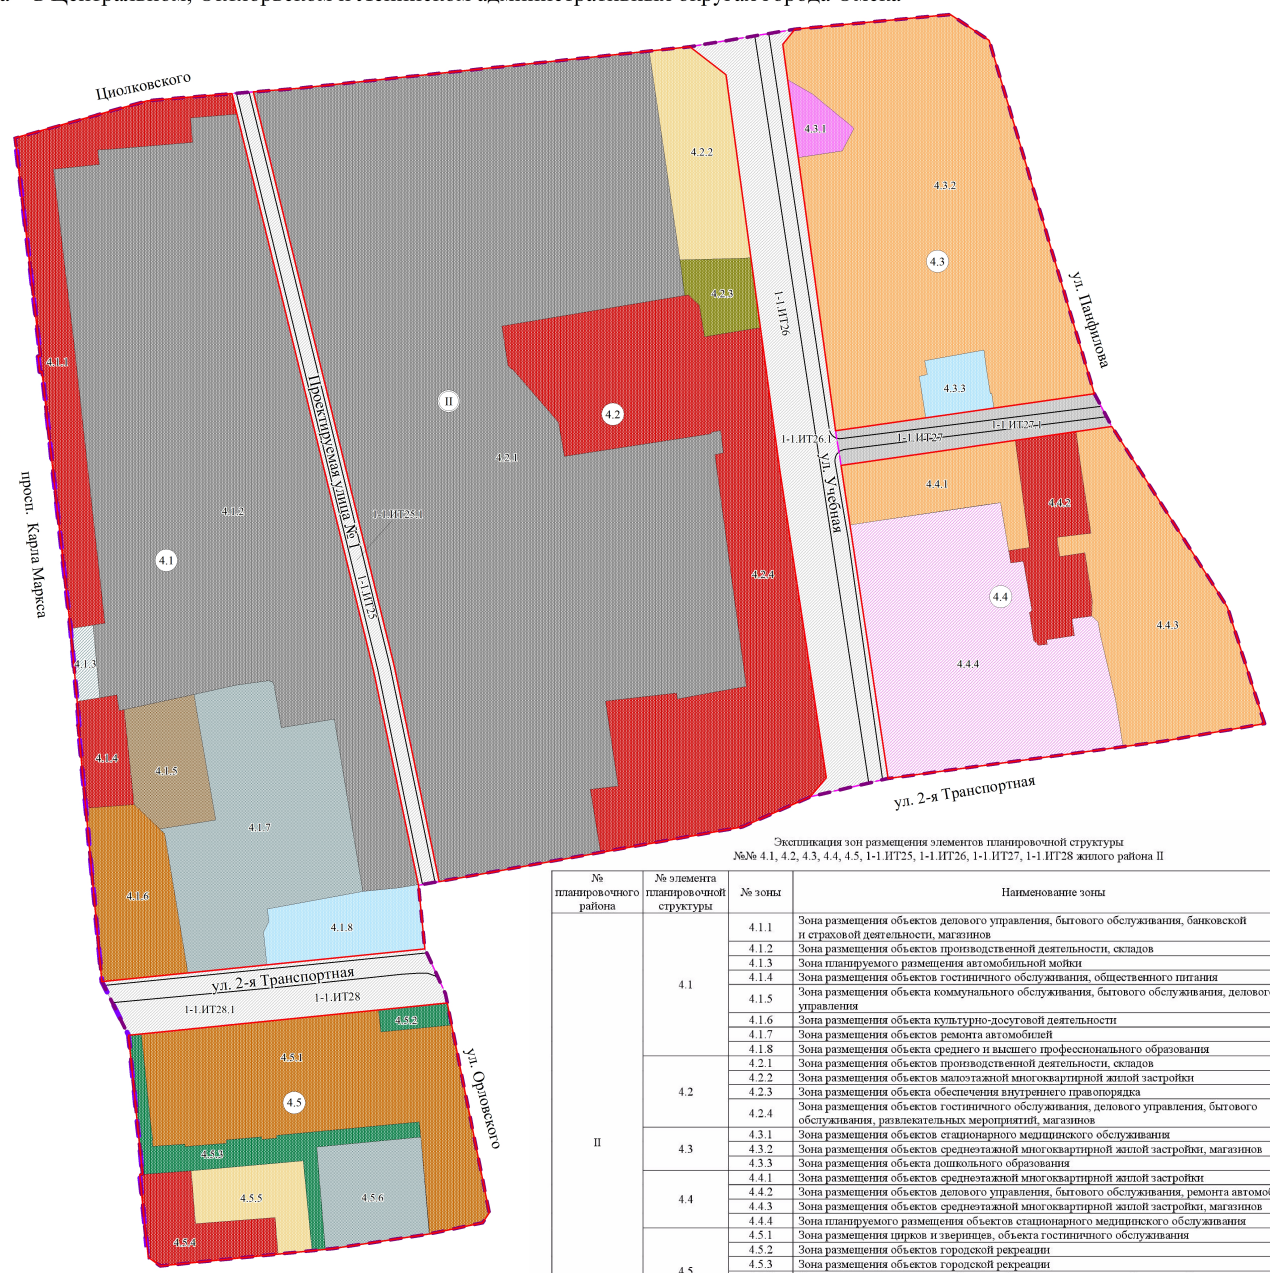 в Центральном, Октябрьском и Ленинском административных округах города Омска
Циолковского
4.3.1
4.2.2
4.3.2
4.3
ул. Панфилова
4.2.3
1-1.ИТ26
4.1.1
4.3.3
II
4.2
Проектируемая улица № 1
1-1.ИТ26.1
1-1.ИТ27
1-1.ИТ27.1
4.2.1
ул. Учебная
4.4.1
4.4.2
просп. Карла Маркса
4.1.2
1-1.ИТ25.1
4.1
1-1.ИТ25
4.2.4
4.4
4.4.3
4.1.3
4.4.4
4.1.4
4.1.5
ул. 2-я Транспортная
4.1.7
4.1.6
4.1.8
ул. 2-я Транспортная
1-1.ИТ28
1-1.ИТ28.1
4.5.2
4.5.1
ул. Орловского
4.5
4.5.3
4.5.5
4.5.6
4.5.4
Экспликация зон размещения элементов планировочной структуры
№№ 4.1, 4.2, 4.3, 4.4, 4.5, 1-1.ИТ25, 1-1.ИТ26, 1-1.ИТ27, 1-1.ИТ28 жилого района II
№ планировочного района
№ элемента планировочной структуры
№ зоны
Наименование зоны
II
4.1
4.1.1 Зона размещения объектов делового управления, бытового обслуживания, банковской
и страховой деятельности, магазинов
4.1.2 Зона размещения объектов производственной деятельности, складов
4.1.3 Зона планируемого размещения автомобильной мойки
4.1.4 Зона размещения объектов гостиничного обслуживания, общественного питания
4.1.5 Зона размещения объекта коммунального обслуживания, бытового обслуживания,
управления
4.1.6 Зона размещения объекта культурно-досуговой деятельности
4.1.7 Зона размещения объектов ремонта автомобилей
4.1.8 Зона размещения объекта среднего и высшего профессионального образования
4.2
4.2.1 Зона размещения объектов производственной деятельности, складов
4.2.2 Зона размещения объектов малоэтажной многоквартирной жилой застройки
4.2.3 Зона размещения объекта обеспечения внутреннего правопорядка
4.2.4 Зона размещения объектов гостиничного обслуживания, делового управления, бытового
обслуживания, развлекательных мероприятий, магазинов
4.3
4.3.1 Зона размещения объектов стационарного медицинского обслуживания
4.3.2 Зона размещения объектов среднеэтажной многоквартирной жилой застройки, магазинов
4.3.3 Зона размещения объекта дошкольного образования
4.4
4.4.1 Зона размещения объектов среднеэтажной многоквартирной жилой застройки
4.4.2 Зона размещения объектов делового управления, бытового обслуживания, ремонта
4.4.3 Зона размещения объектов среднеэтажной многоквартирной жилой застройки, магазинов
4.4.4 Зона планируемого размещения объектов стационарного медицинского обслуживания
4.5
4.5.1 Зона размещения цирков и зверинцев, объекта гостиничного обслуживания
4.5.2 Зона размещения объектов городской рекреации
4.5.3 Зона размещения объектов городской рекреации